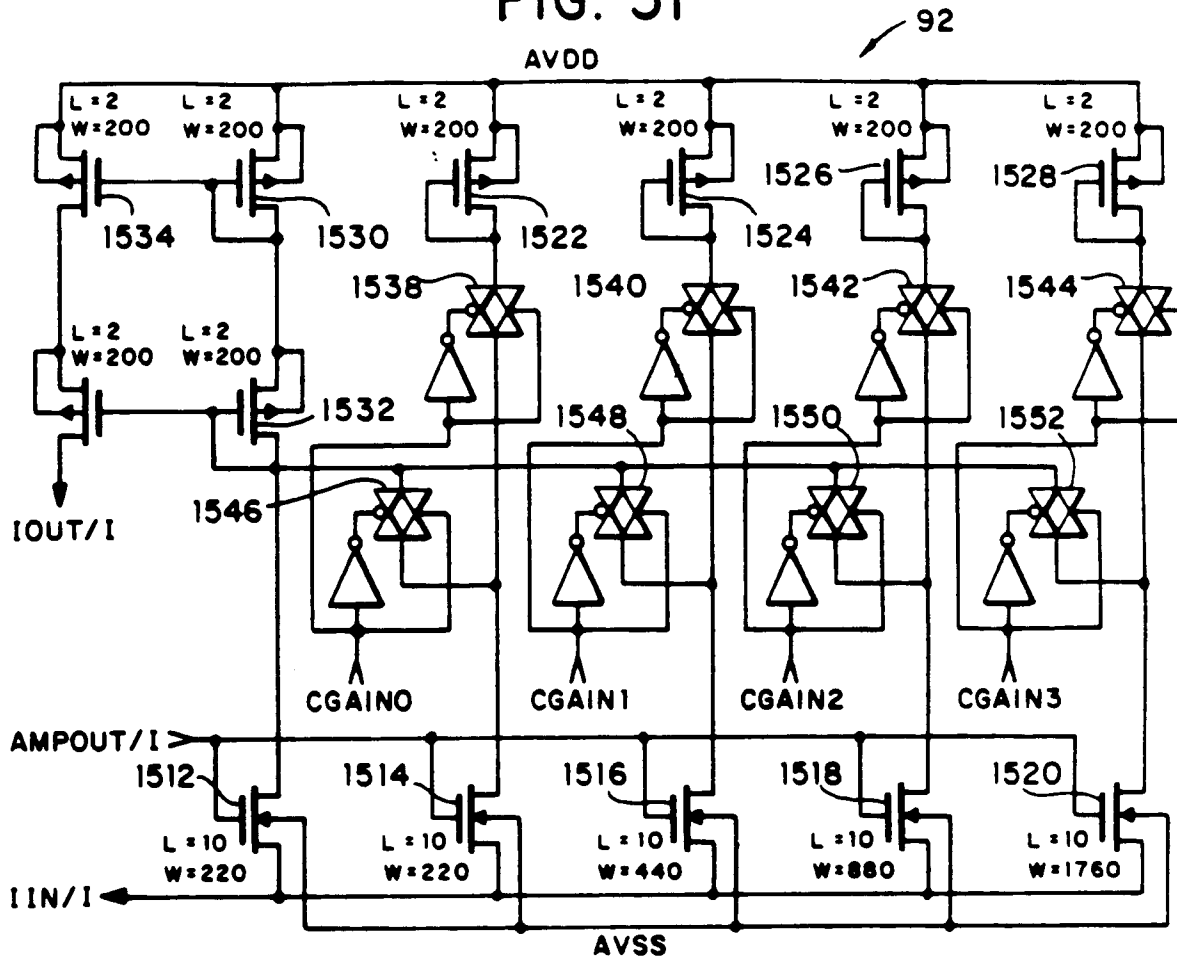 FIG. 51
92
AVDD
L=2 L=2 L=2 L=2 L=2 L=2
W=200 W=200 W=200 W=200 W=200 W=200
1534 1530 1522 1524 1526 1528
1538 1540 1542 1544
L=2 L=2
W=200 W=200
1532
1546 1548 1550 1552
IOUT/I
CGAIN0 CGAIN1 CGAIN2 CGAIN3
AMPOUT/I
1512 1514 1516 1518 1520
L=10 L=10 L=10 L=10 L=10
W=220 W=220 W=440 W=880 W=1760
IIN/I
AVSS